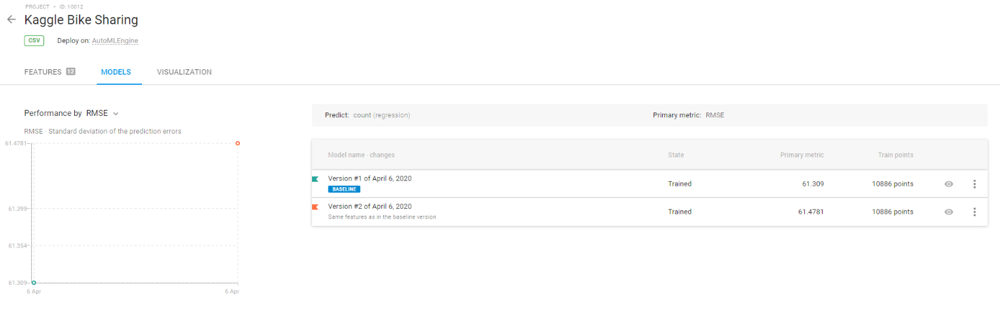 PROJECT • ID: 10012
Kaggle Bike Sharing
CSV Deploy on: AutoMLEngine
FEATURES 12 MODELS VISUALIZATION
Performance by RMSE
RMSE - Standard deviation of the prediction errors
61.4781
61.399
61.354
61.309
6 Apr 6 Apr
Predict: count (regression) Primary metric: RMSE
Model name - changes State Primary metric Train points
Version #1 of April 6, 2020 Trained 61.309 10886 points
BASELINE
Version #2 of April 6, 2020 Trained 61.4781 10886 points
Same features as in the baseline version